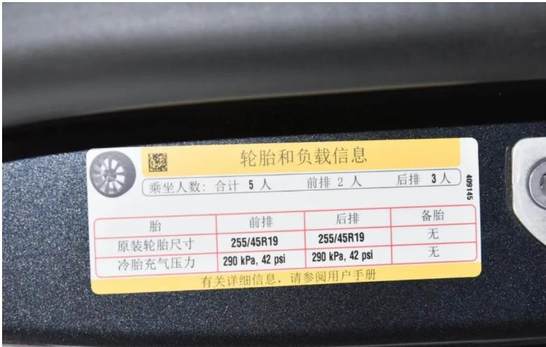 轮胎和负载信息
乘坐人数: 合计 5 人 前排 2 人 后排 3 人
409145
胎 前排 后排 备胎
原装轮胎尺寸 255/45R19 255/45R19 无
冷胎充气压力 290 kPa, 42 psi 290 kPa, 42 psi 无
有关详细信息, 请参阅用户手册